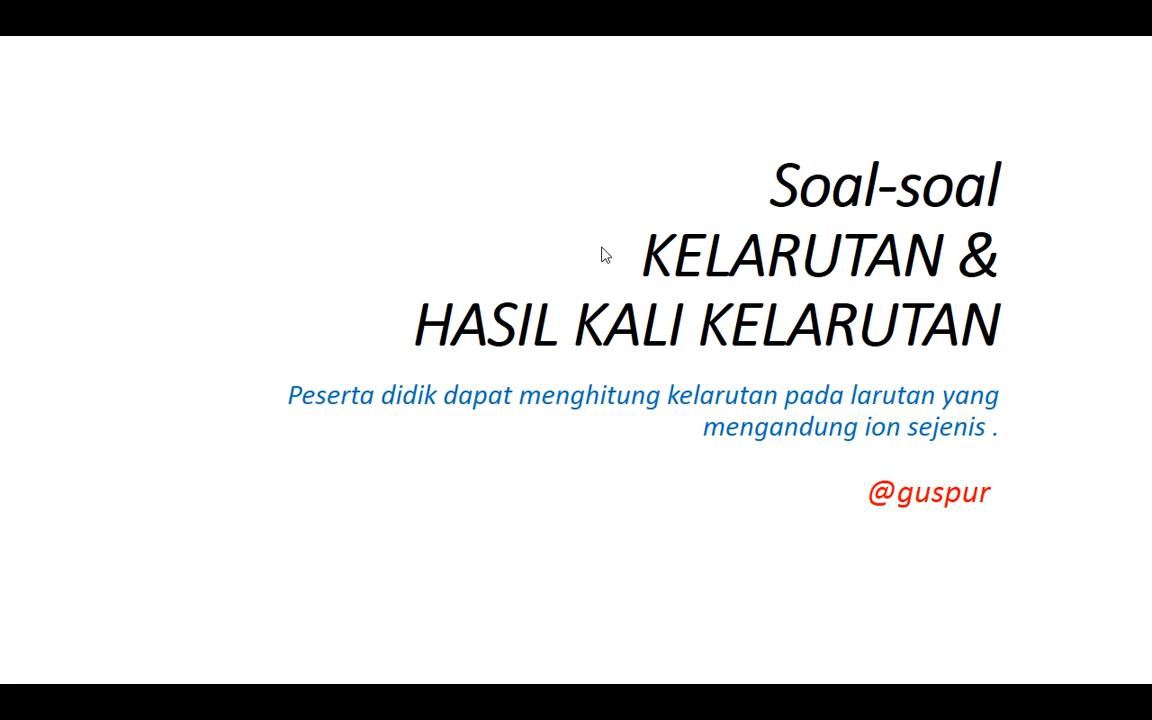 Soal-soal
KELARUTAN &
HASIL KALI KELARUTAN
Peserta didik dapat menghitung kelarutan pada larutan yang
mengandung ion sejenis .
@guspur